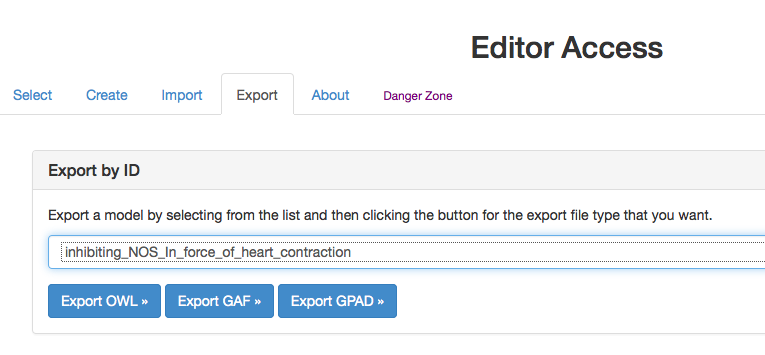 Editor Access
Select Create Import Export About Danger Zone
Export by ID
Export a model by selecting from the list and then clicking the button for the export file type that you want.
inhibiting_NOS_In_force_of_heart_contraction
Export OWL » Export GAF » Export GPAD »